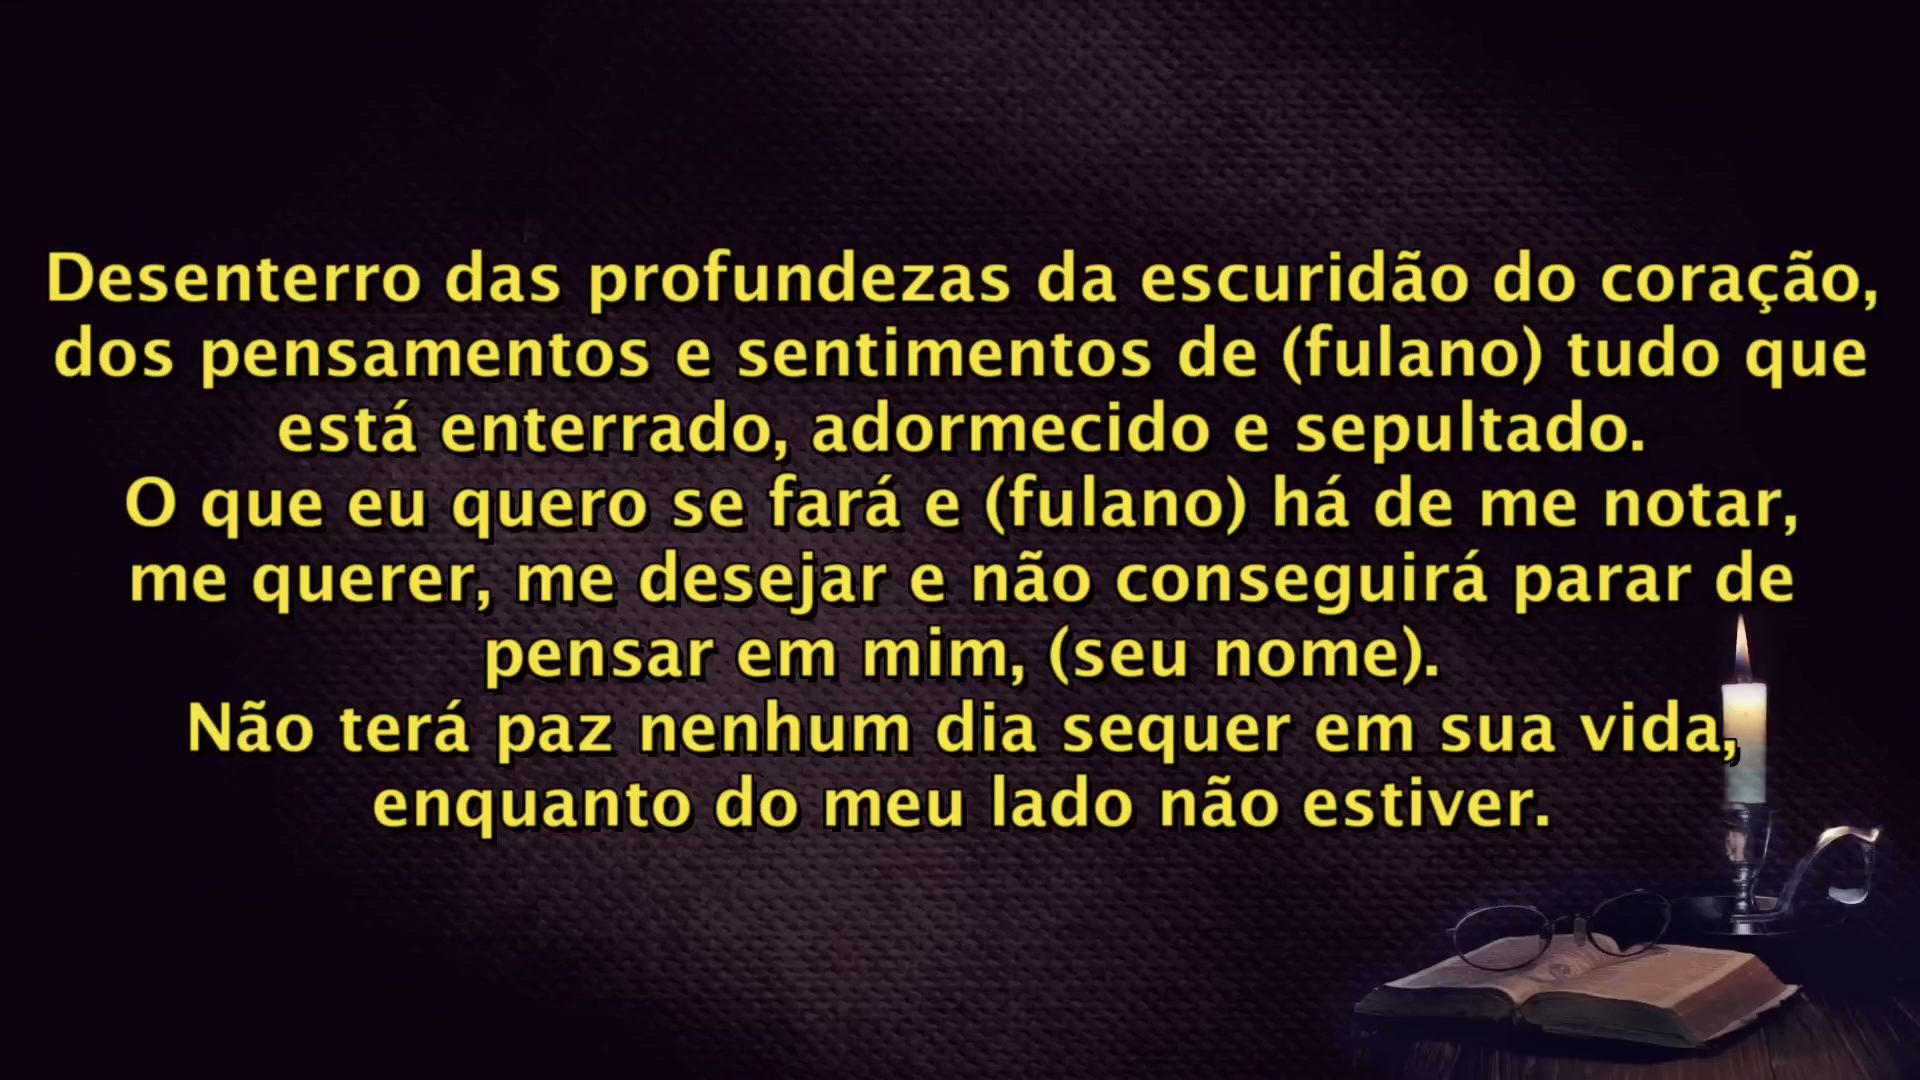 Desenterro das profundezas da escuridão do coração,
dos pensamentos e sentimentos de (fulano) tudo que
está enterrado, adormecido e sepultado.
O que eu quero se fará e (fulano) há de me notar,
me querer, me desejar e não conseguirá parar de
pensar em mim, (seu nome).
Não terá paz nenhum dia sequer em sua vida,
enquanto do meu lado não estiver.